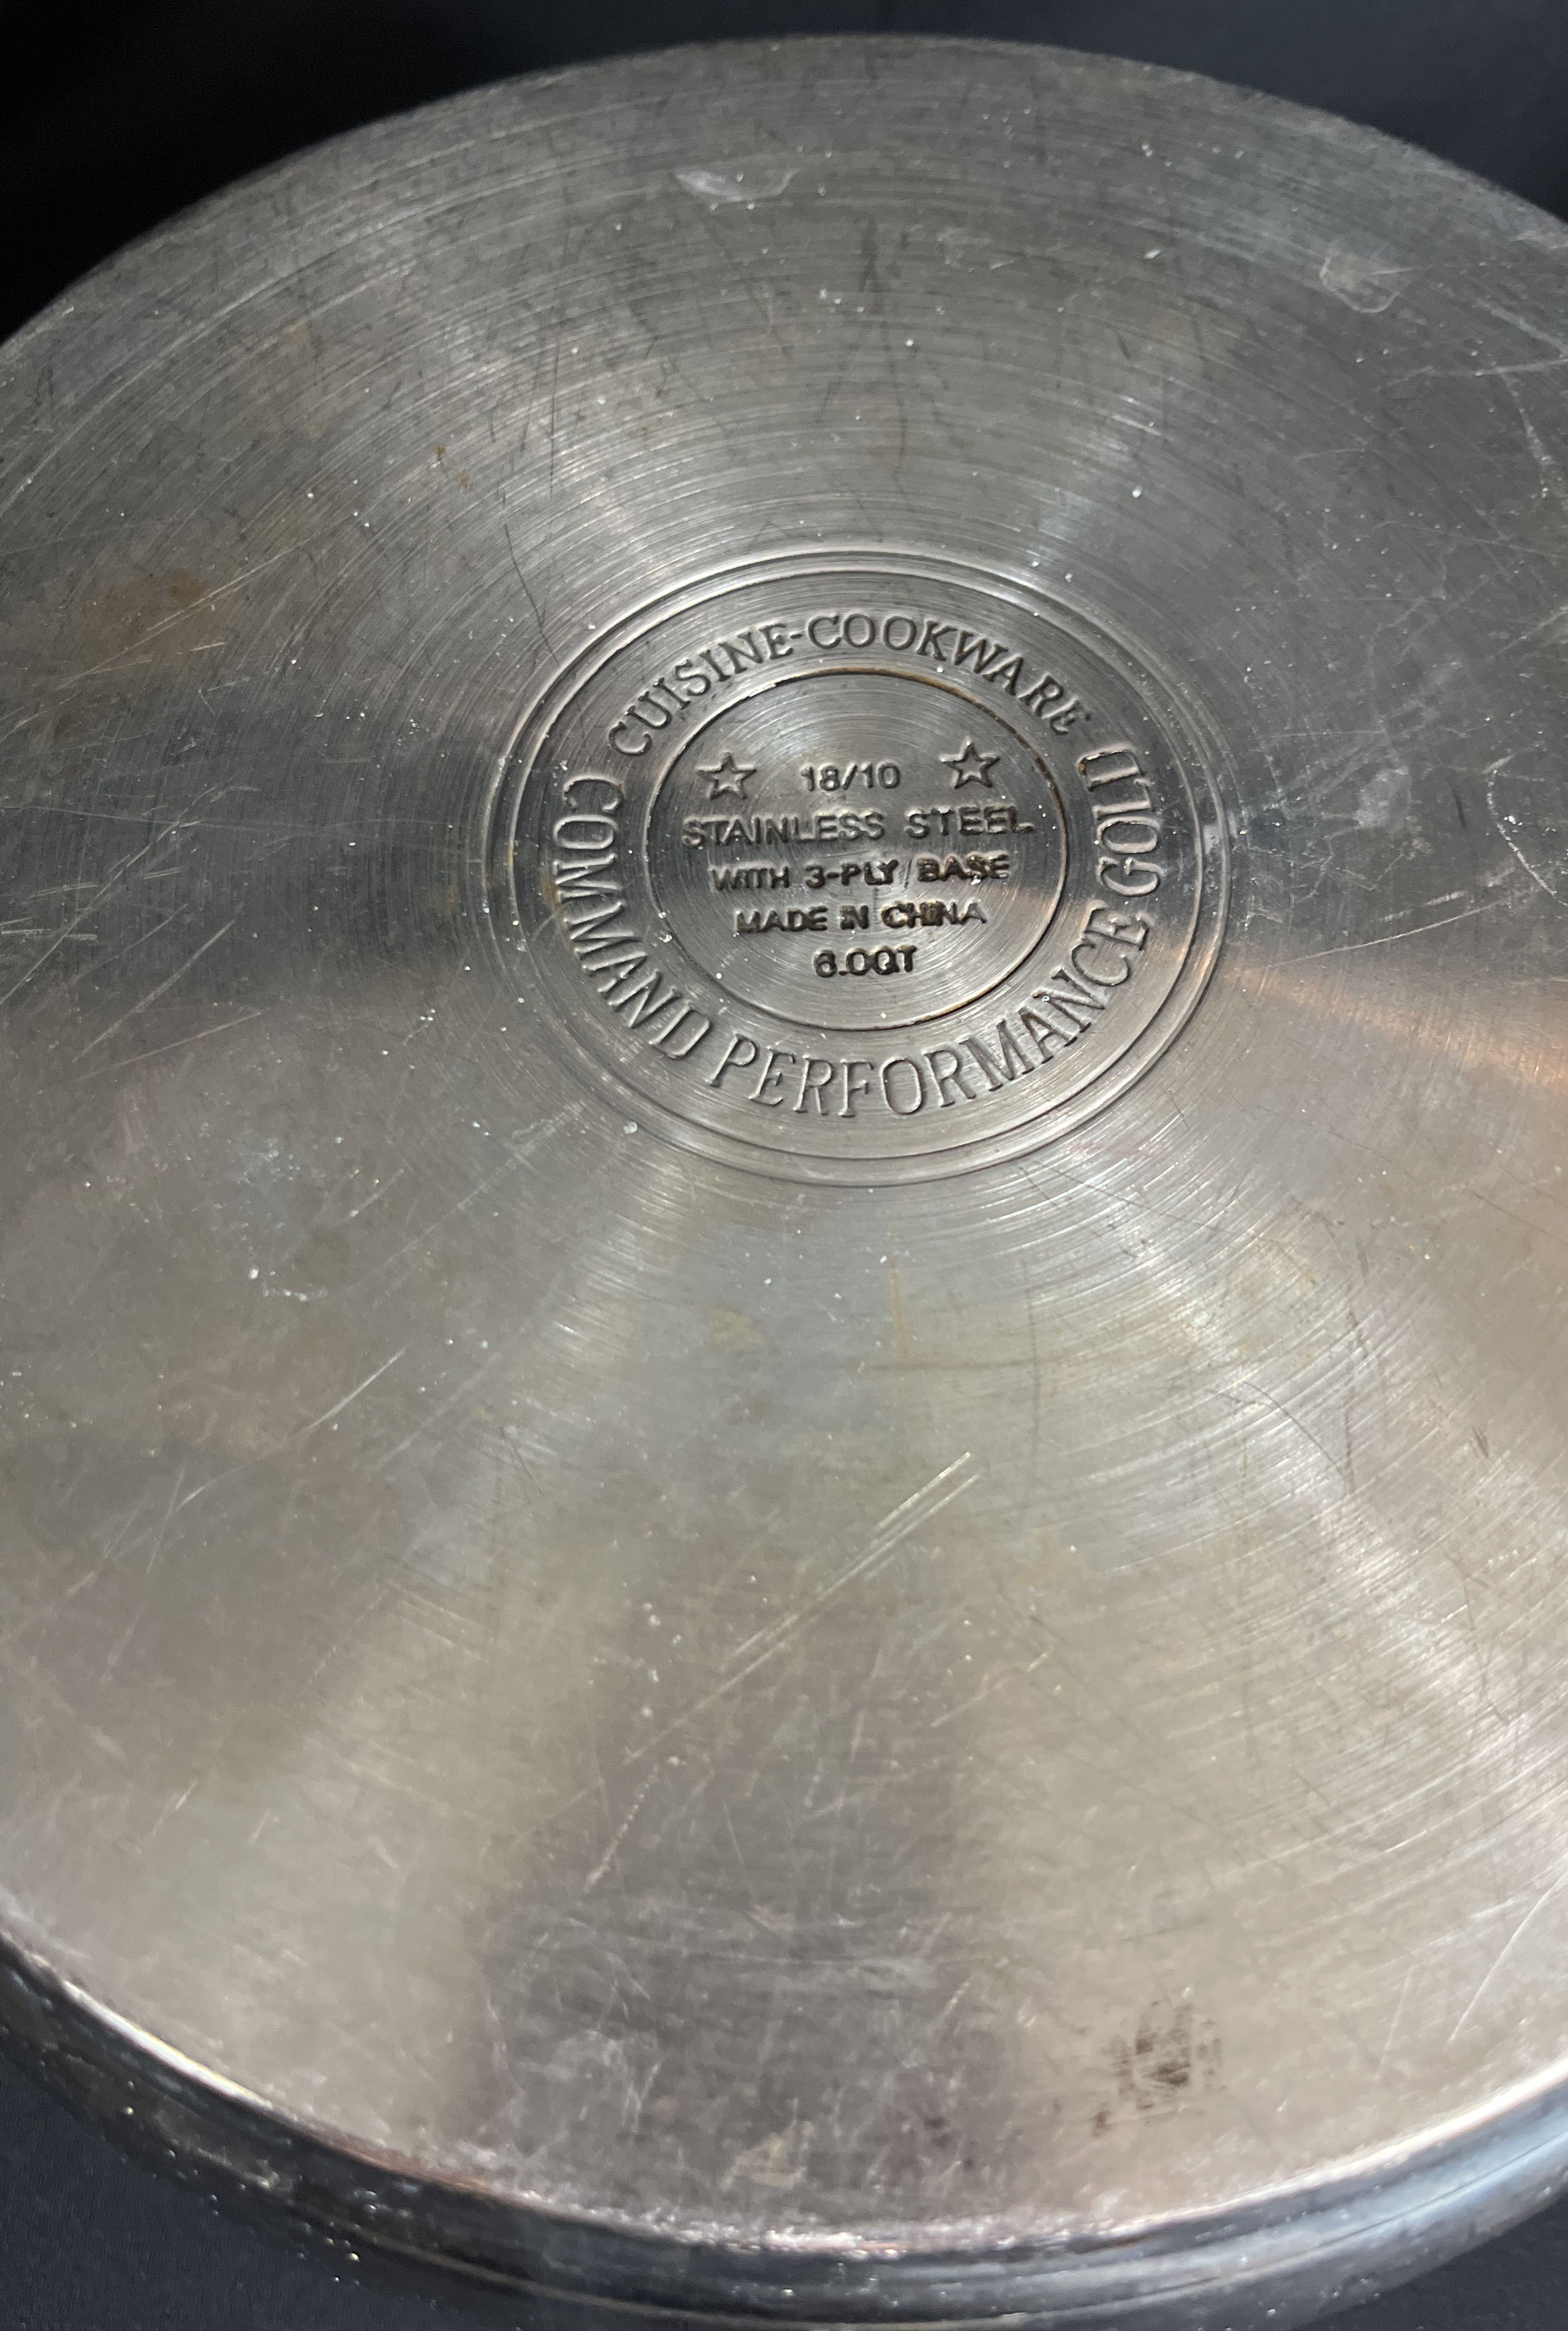 CUISINE-COOKWARE
COMMAND PERFORMANCE GOLD
18/10
STAINLESS STEEL
WITH 3-PLY BASE
MADE IN CHINA
6.0QT